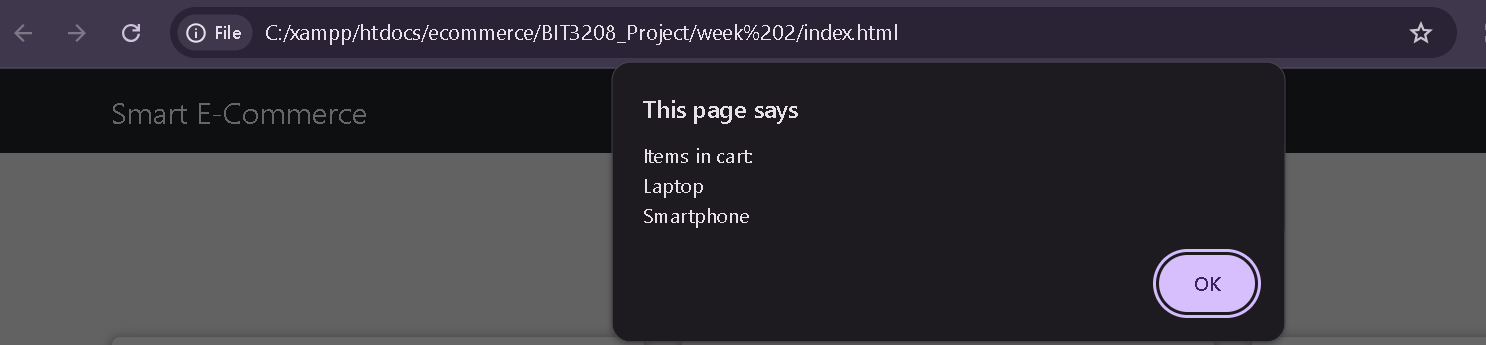 File C:/xampp/htdocs/ecommerce/BIT3208_Project/week%202/index.html
Smart E-Commerce
This page says
Items in cart:
Laptop
Smartphone
OK